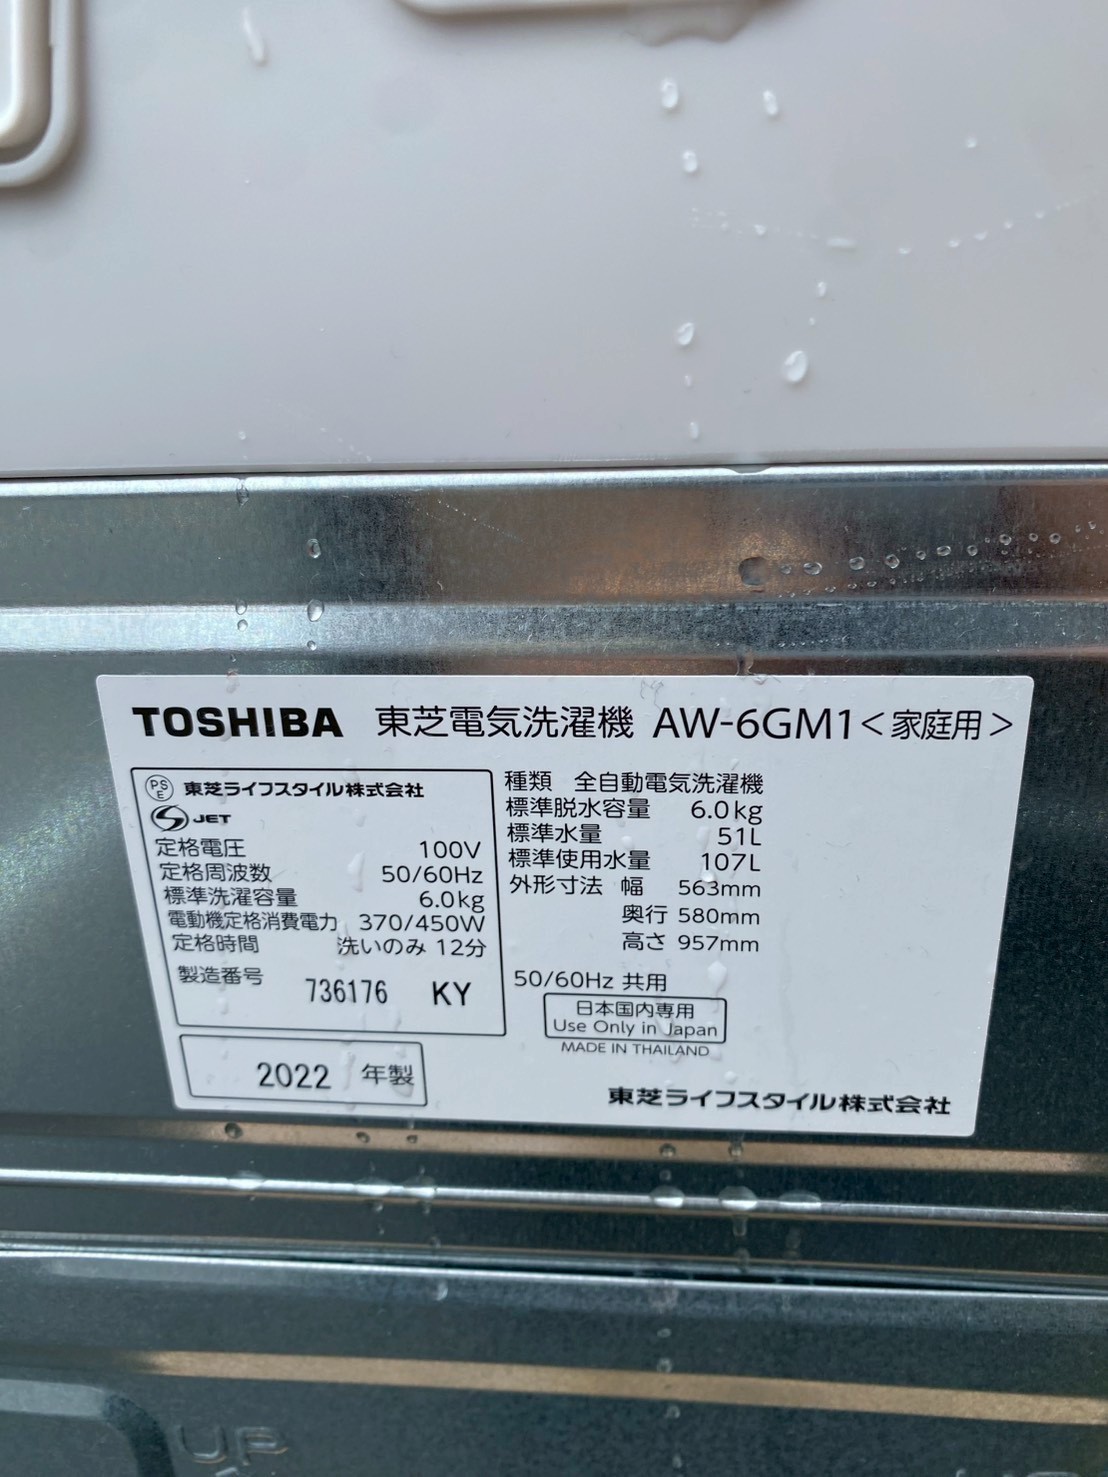 TOSHIBA 東芝電気洗濯機 AW-6GM1<家庭用>
PSE 東芝ライフスタイル株式会社
S JET
定格電圧 100V
定格周波数 50/60Hz
標準洗濯容量 6.0kg
電動機定格消費電力 370/450W
定格時間 洗いのみ 12分
製造番号 736176 KY
2022 年製
種類 全自動電気洗濯機
標準脱水容量 6.0kg
標準水量 51L
標準使用水量 107L
外形寸法 幅 563mm
奥行 580mm
高さ 957mm
50/60Hz 共用
日本国内専用
Use Only in Japan
MADE IN THAILAND
東芝ライフスタイル株式会社
UP